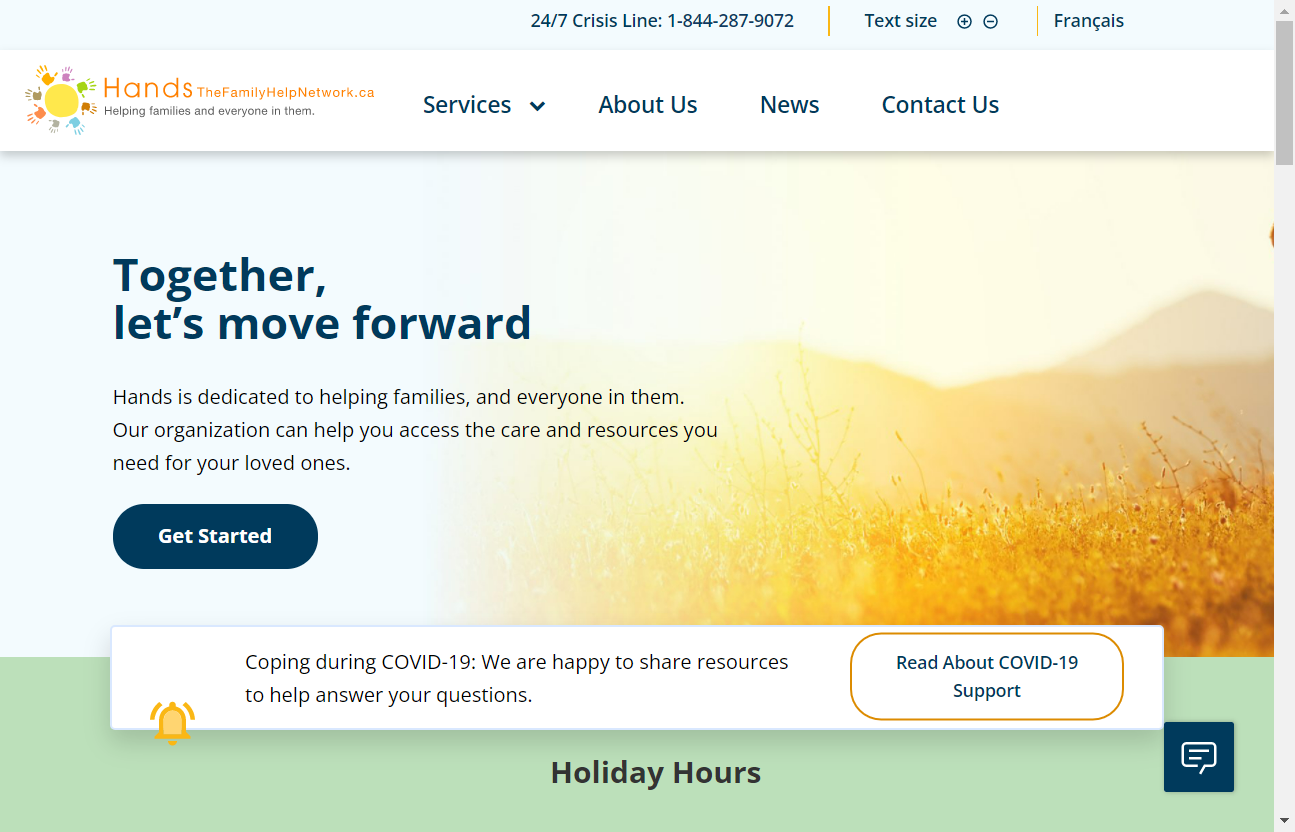 24/7 Crisis Line: 1-844-287-9072
Text size
Français
Hands TheFamilyHelpNetwork.ca
Helping families and everyone in them.
Services
About Us
News
Contact Us
Together,
let’s move forward
Hands is dedicated to helping families, and everyone in them.
Our organization can help you access the care and resources you
need for your loved ones.
Get Started
Coping during COVID-19: We are happy to share resources
to help answer your questions.
Read About COVID-19
Support
Holiday Hours